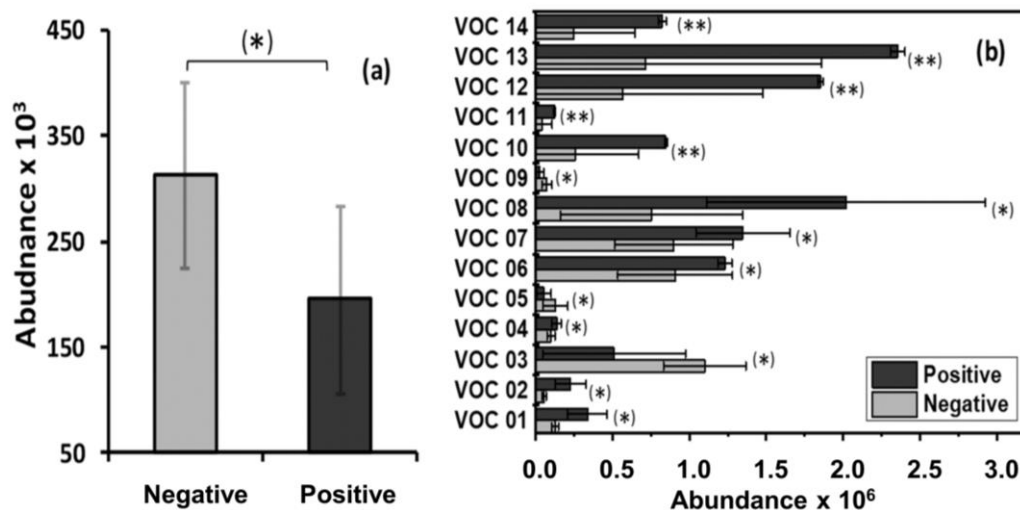 (a)
(*)
Abudnance x 10³
450
350
250
150
50
Negative
Positive
(b)
VOC 14
(**)
VOC 13
(**)
VOC 12
(**)
VOC 11
(**)
VOC 10
(**)
VOC 09
(*)
VOC 08
(*)
VOC 07
(*)
VOC 06
(*)
VOC 05
(*)
VOC 04
(*)
VOC 03
(*)
VOC 02
(*)
VOC 01
(*)
Positive
Negative
0.0 0.5 1.0 1.5 2.0 2.5 3.0
Abundance x 10⁶